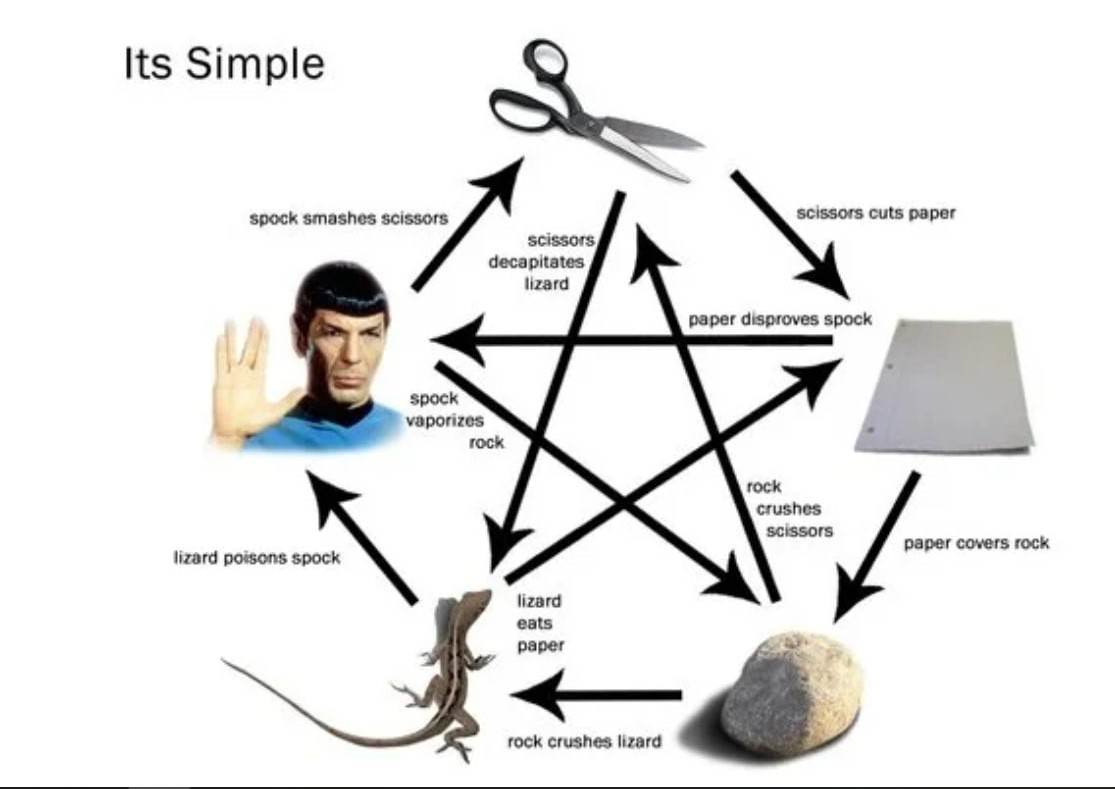 Its Simple
spock smashes scissors
scissors cuts paper
scissors
decapitates
lizard
paper disproves spock
spock
vaporizes
rock
rock
crushes
scissors
lizard poisons spock
paper covers rock
lizard
eats
paper
rock crushes lizard